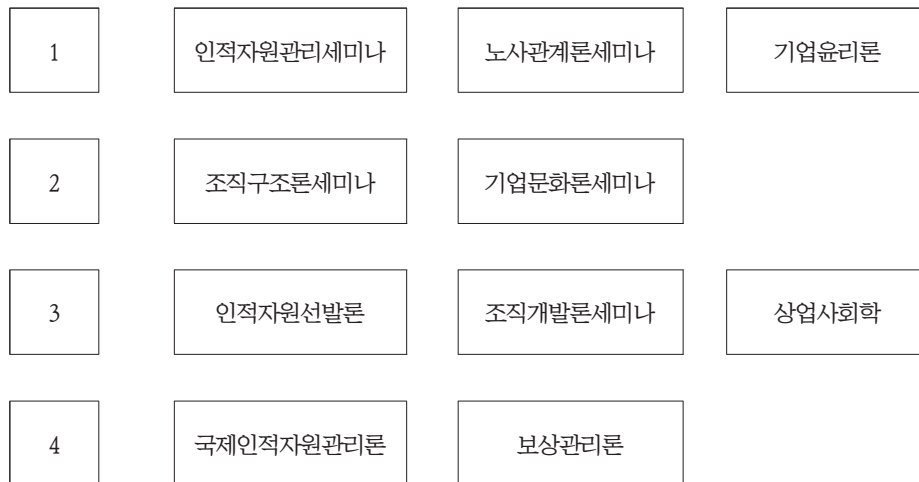 1 인적자원관리세미나 노사관계론세미나 기업윤리론
2 조직구조론세미나 기업문화론세미나
3 인적자원선발론 조직개발론세미나 상업사회학
4 국제인적자원관리론 보상관리론